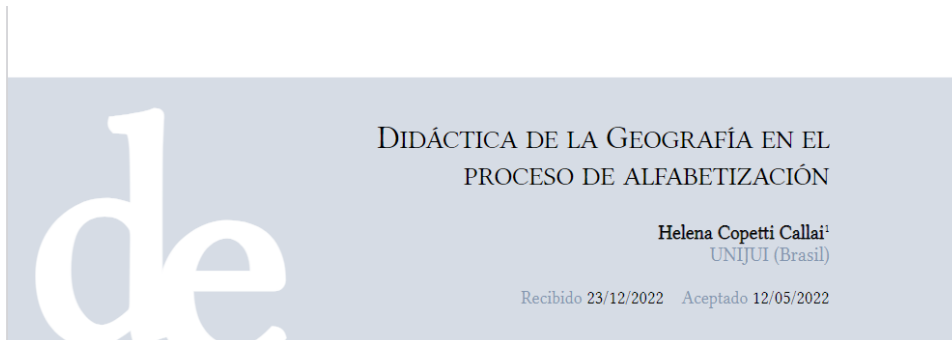 de
DIDÁCTICA DE LA GEOGRAFÍA EN EL
PROCESO DE ALFABETIZACIÓN
Helena Copetti Callai¹
UNIJUI (Brasil)
Recibido 23/12/2022 Aceptado 12/05/2022